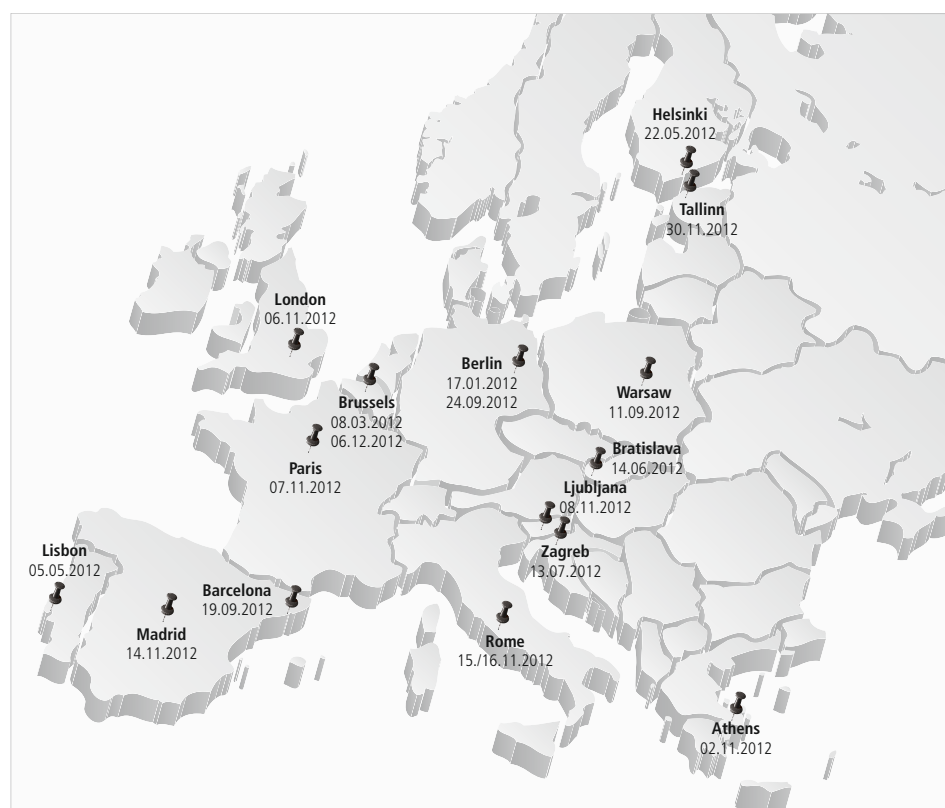 Helsinki
22.05.2012
Tallinn
30.11.2012
London
06.11.2012
Berlin
17.01.2012
24.09.2012
Warsaw
11.09.2012
Brussels
08.03.2012
06.12.2012
Paris
07.11.2012
Bratislava
14.06.2012
Ljubljana
08.11.2012
Zagreb
13.07.2012
Lisbon
05.05.2012
Barcelona
19.09.2012
Madrid
14.11.2012
Rome
15./16.11.2012
Athens
02.11.2012